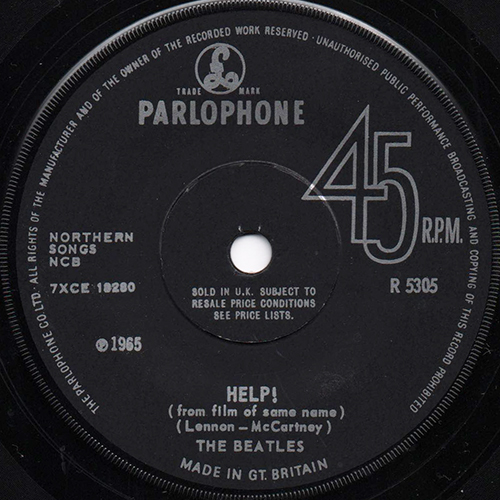 THE PARLOPHONE CO LTD. ALL RIGHTS OF THE MANUFACTURER AND OF THE OWNER OF THE RECORDED WORK RESERVED · UNAUTHORISED PUBLIC PERFORMANCE BROADCASTING AND COPYING OF THIS RECORD PROHIBITED
£
TRADE MARK
PARLOPHONE
45 R.P.M.
NORTHERN
SONGS
NCB
7XCE 18280
R 5305
SOLD IN U.K. SUBJECT TO
RESALE PRICE CONDITIONS
SEE PRICE LISTS.
℗ 1965
HELP!
(from film of same name)
(Lennon – McCartney)
THE BEATLES
MADE IN GT. BRITAIN